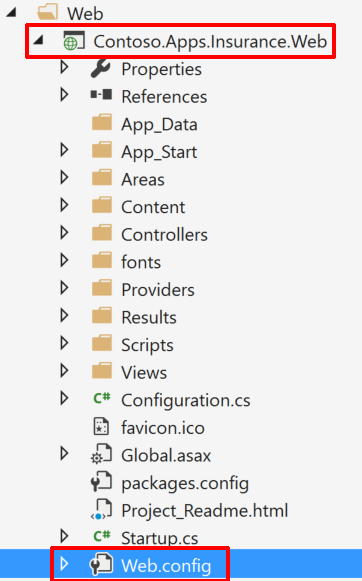 Web
Contoso.Apps.Insurance.Web
Properties
References
App_Data
App_Start
Areas
Content
Controllers
fonts
Providers
Results
Scripts
Views
C# Configuration.cs
favicon.ico
Global.asax
packages.config
Project_Readme.html
C# Startup.cs
Web.config